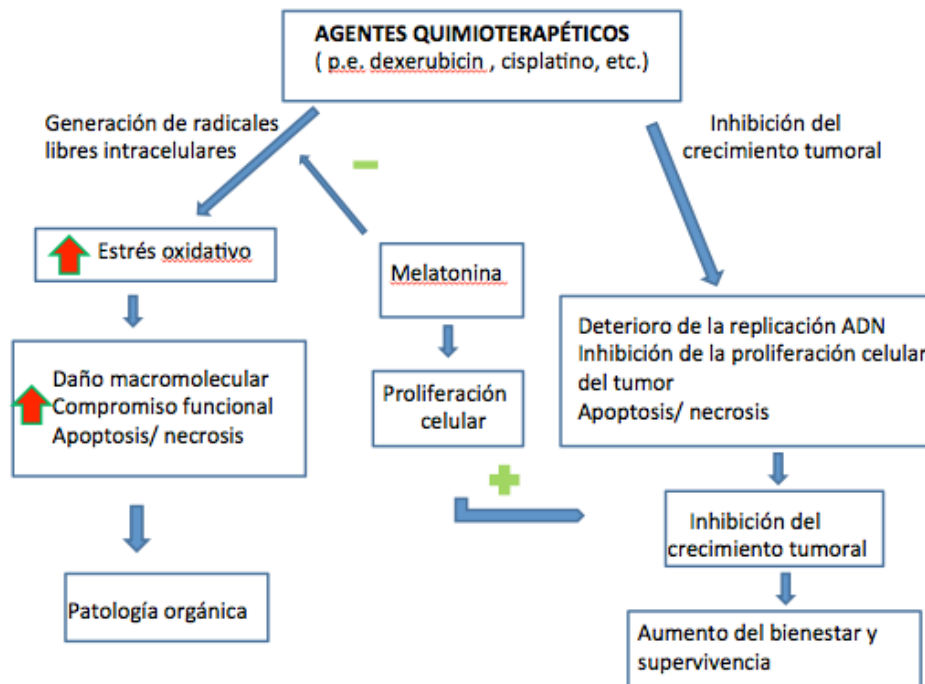 AGENTES QUIMIOTERAPÉTICOS
( p.e. dexerubicin , cisplatino, etc.)
Generación de radicales
libres intracelulares
Inhibición del
crecimiento tumoral
Estrés oxidativo
Melatonina
Daño macromolecular
Compromiso funcional
Apoptosis/ necrosis
Proliferación
celular
Deterioro de la replicación ADN
Inhibición de la proliferación celular
del tumor
Apoptosis/ necrosis
Inhibición del
crecimiento tumoral
Patología orgánica
Aumento del bienestar y
supervivencia